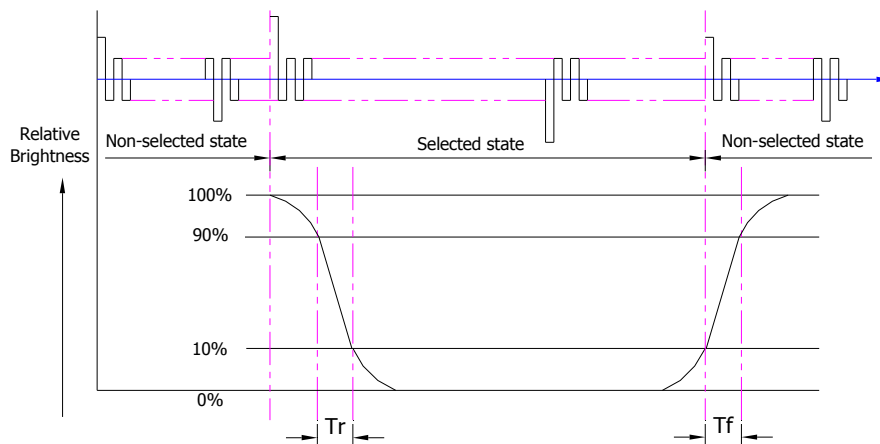 Relative
Brightness
Non-selected state
Selected state
Non-selected state
100%
90%
10%
0%
Tr
Tf